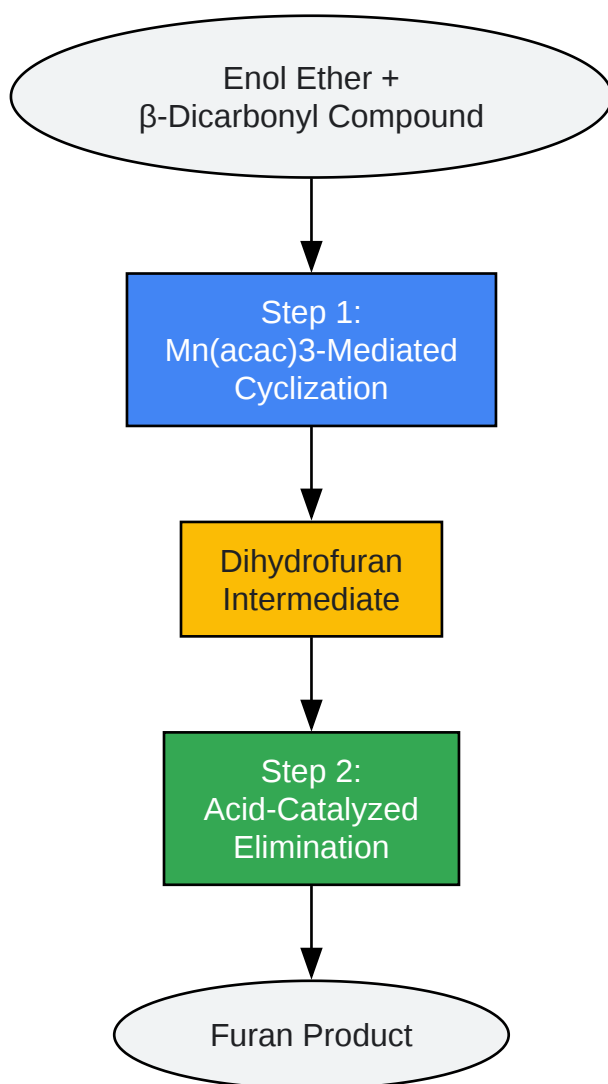 Enol Ether +
β-Dicarbonyl Compound
Step 1:
Mn(acac)3-Mediated
Cyclization
Dihydrofuran
Intermediate
Step 2:
Acid-Catalyzed
Elimination
Furan Product